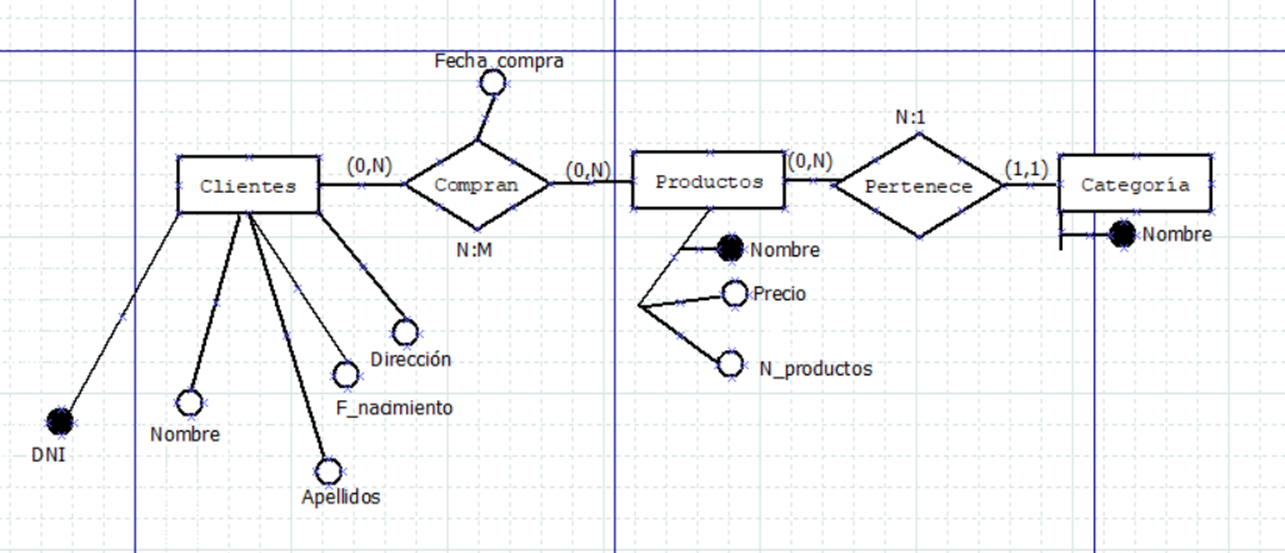 Fecha_compra
N:1
(0,N)
(0,N)
(0,N)
(1,1)
Clientes
Compran
Productos
Pertenece
Categoría
N:M
Nombre
Nombre
Precio
Dirección
N_productos
F_nacimiento
Nombre
DNI
Apellidos